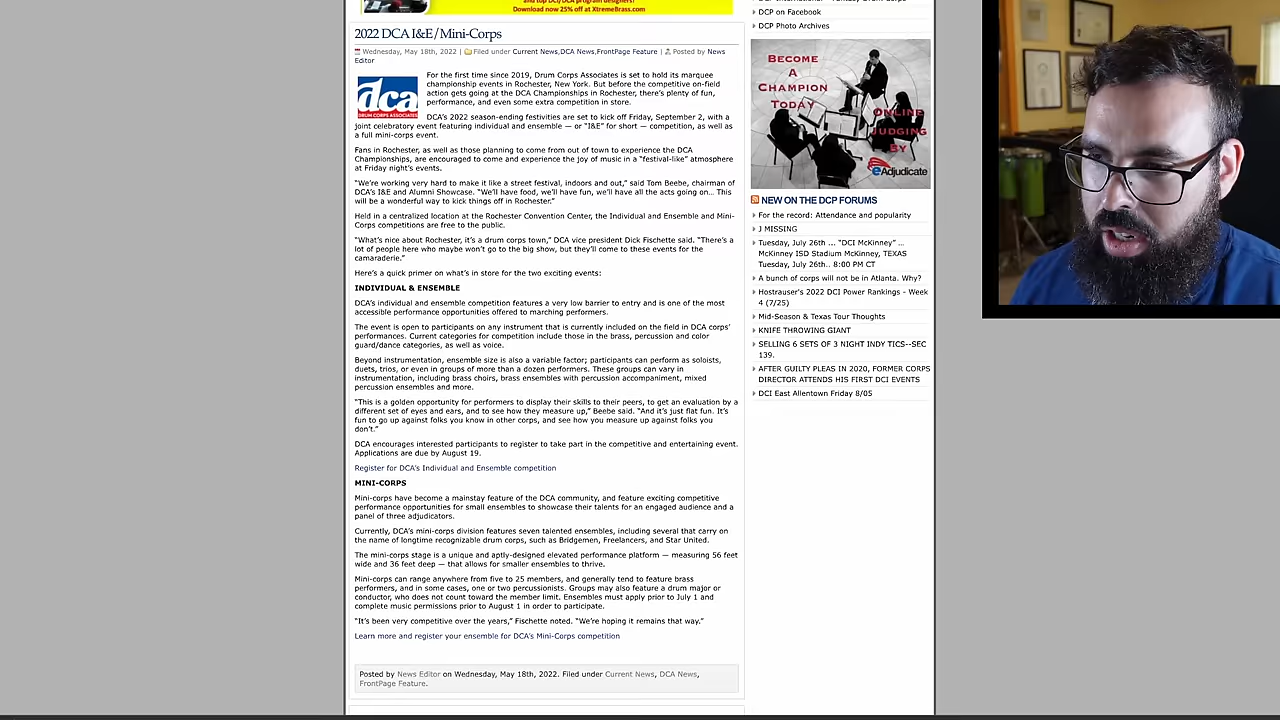 and top DCI/DCA program designers!
Download now 25% off at XtremeBrass.com
2022 DCA I&E / Mini-Corps
Wednesday, May 18th, 2022 | Filed under Current News,DCA News,FrontPage Feature | Posted by News
Editor
dca
DRUM CORPS ASSOCIATES
For the first time since 2019, Drum Corps Associates is set to hold its marquee
championship events in Rochester, New York. But before the competitive on-field
action gets going at the DCA Championships in Rochester, there's plenty of fun,
performance, and even some extra competition in store.
DCA's 2022 season-ending festivities are set to kick off Friday, September 2, with a
joint celebratory event featuring individual and ensemble — or "I&E" for short — competition, as well as
a full mini-corps event.
Fans in Rochester, as well as those planning to come from out of town to experience the DCA
Championships, are encouraged to come and experience the joy of music in a "festival-like" atmosphere
at Friday night's events.
"We're working very hard to make it like a street festival, indoors and out," said Tom Beebe, chairman of
DCA's I&E and Alumni Showcase. "We'll have food, we'll have fun, we'll have all the acts going on… This
will be a wonderful way to kick things off in Rochester."
Held in a centralized location at the Rochester Convention Center, the Individual and Ensemble and Mini-
Corps competitions are free to the public.
"What's nice about Rochester, it's a drum corps town," DCA vice president Dick Fischette said. "There's a
lot of people here who maybe won't go to the big show, but they'll come to these events for the
camaraderie."
Here's a quick primer on what's in store for the two exciting events:
INDIVIDUAL & ENSEMBLE
DCA's individual and ensemble competition features a very low barrier to entry and is one of the most
accessible performance opportunities offered to marching performers.
The event is open to participants on any instrument that is currently included on the field in DCA corps'
performances. Current categories for competition include those in the brass, percussion and color
guard/dance categories, as well as voice.
Beyond instrumentation, ensemble size is also a variable factor; participants can perform as soloists,
duets, trios, or even in groups of more than a dozen performers. These groups can vary in
instrumentation, including brass choirs, brass ensembles with percussion accompaniment, mixed
percussion ensembles and more.
"This is a golden opportunity for performers to display their skills to their peers, to get an evaluation by a
different set of eyes and ears, and to see how they measure up," Beebe said. "And it's just flat fun. It's
fun to go up against folks you know in other corps, and see how you measure up against folks you
don't."
DCA encourages interested participants to register to take part in the competitive and entertaining event.
Applications are due by August 19.
Register for DCA's Individual and Ensemble competition
MINI-CORPS
Mini-corps have become a mainstay feature of the DCA community, and feature exciting competitive
performance opportunities for small ensembles to showcase their talents for an engaged audience and a
panel of three adjudicators.
Currently, DCA's mini-corps division features seven talented ensembles, including several that carry on
the name of longtime recognizable drum corps, such as Bridgemen, Freelancers, and Star United.
The mini-corps stage is a unique and aptly-designed elevated performance platform — measuring 56 feet
wide and 36 feet deep — that allows for smaller ensembles to thrive.
Mini-corps can range anywhere from five to 25 members, and generally tend to feature brass
performers, and in some cases, one or two percussionists. Groups may also feature a drum major or
conductor, who does not count toward the member limit. Ensembles must apply prior to July 1 and
complete music permissions prior to August 1 in order to participate.
"It's been very competitive over the years," Fischette noted. "We're hoping it remains that way."
Learn more and register your ensemble for DCA's Mini-Corps competition
Posted by News Editor on Wednesday, May 18th, 2022. Filed under Current News, DCA News,
FrontPage Feature.
DCP on Facebook
DCP Photo Archives
BECOME
A
CHAMPION
TODAY
ONLINE
JUDGING
BY
eAdjudicate
NEW ON THE DCP FORUMS
For the record: Attendance and popularity
J MISSING
Tuesday, July 26th ... "DCI McKinney" ...
McKinney ISD Stadium McKinney, TEXAS
Tuesday, July 26th.. 8:00 PM CT
A bunch of corps will not be in Atlanta. Why?
Hostrauser's 2022 DCI Power Rankings - Week
4 (7/25)
Mid-Season & Texas Tour Thoughts
KNIFE THROWING GIANT
SELLING 6 SETS OF 3 NIGHT INDY TICS--SEC
139.
AFTER GUILTY PLEAS IN 2020, FORMER CORPS
DIRECTOR ATTENDS HIS FIRST DCI EVENTS
DCI East Allentown Friday 8/05